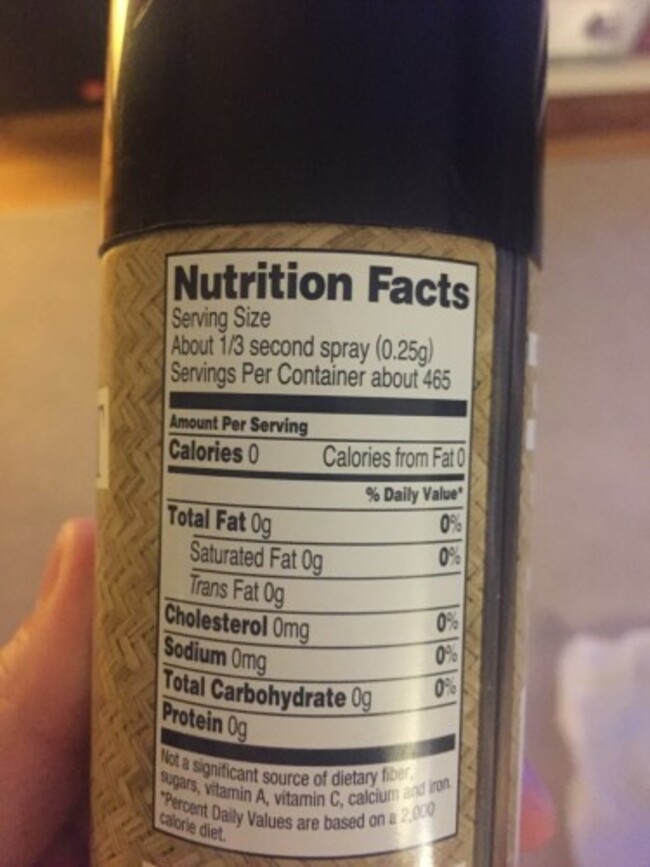 Nutrition Facts
Serving Size
About 1/3 second spray (0.25g)
Servings Per Container about 465
Amount Per Serving
Calories 0 Calories from Fat 0
% Daily Value*
Total Fat 0g 0%
Saturated Fat 0g 0%
Trans Fat 0g
Cholesterol 0mg 0%
Sodium 0mg 0%
Total Carbohydrate 0g 0%
Protein 0g
Not a significant source of dietary fiber,
sugars, vitamin A, vitamin C, calcium and iron.
*Percent Daily Values are based on a 2,000
calorie diet.